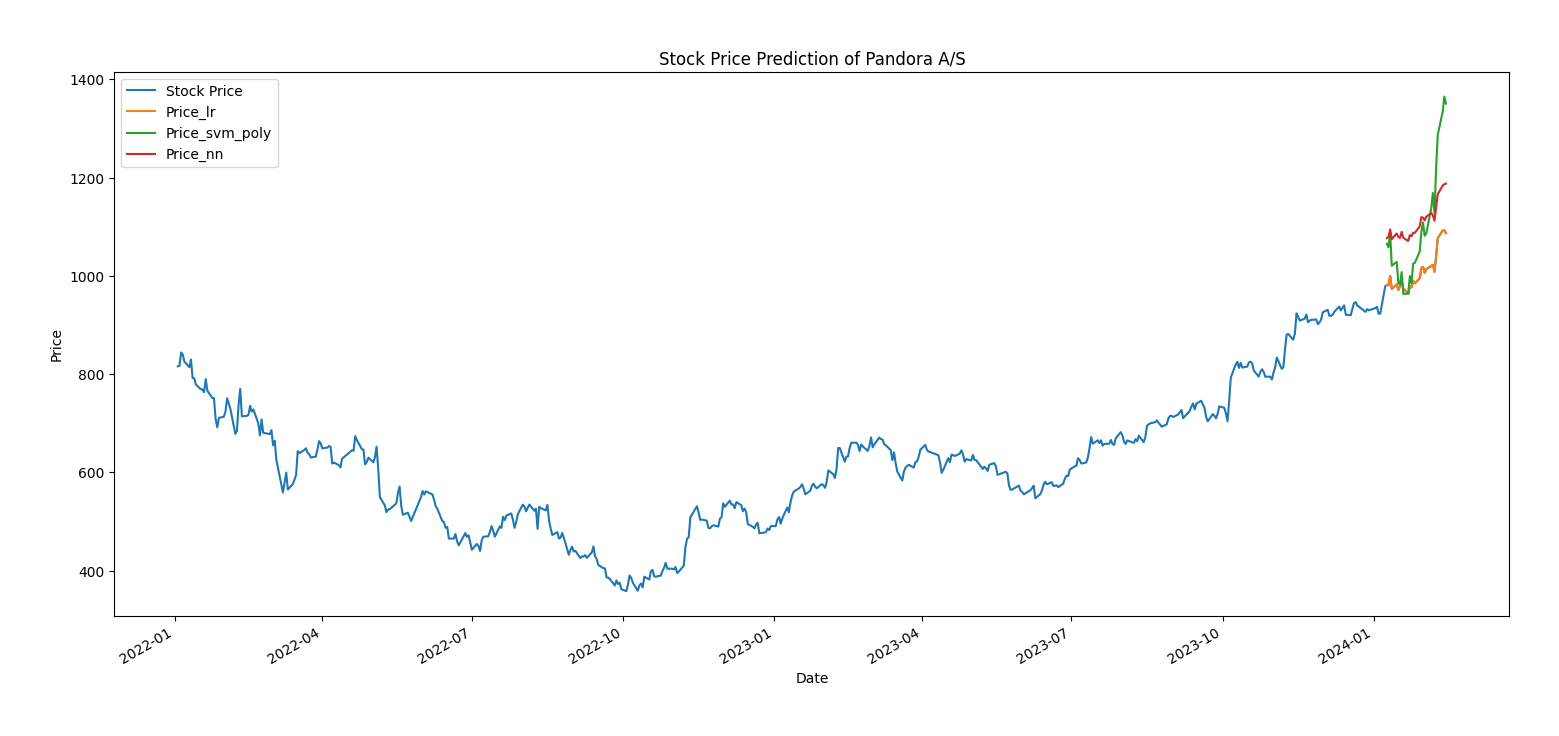 Stock Price Prediction of Pandora A/S
1400
1200
1000
800
600
400
Price
Stock Price
Price_lr
Price_svm_poly
Price_nn
2022-01
2022-04
2022-07
2022-10
2023-01
2023-04
2023-07
2023-10
2024-01
Date